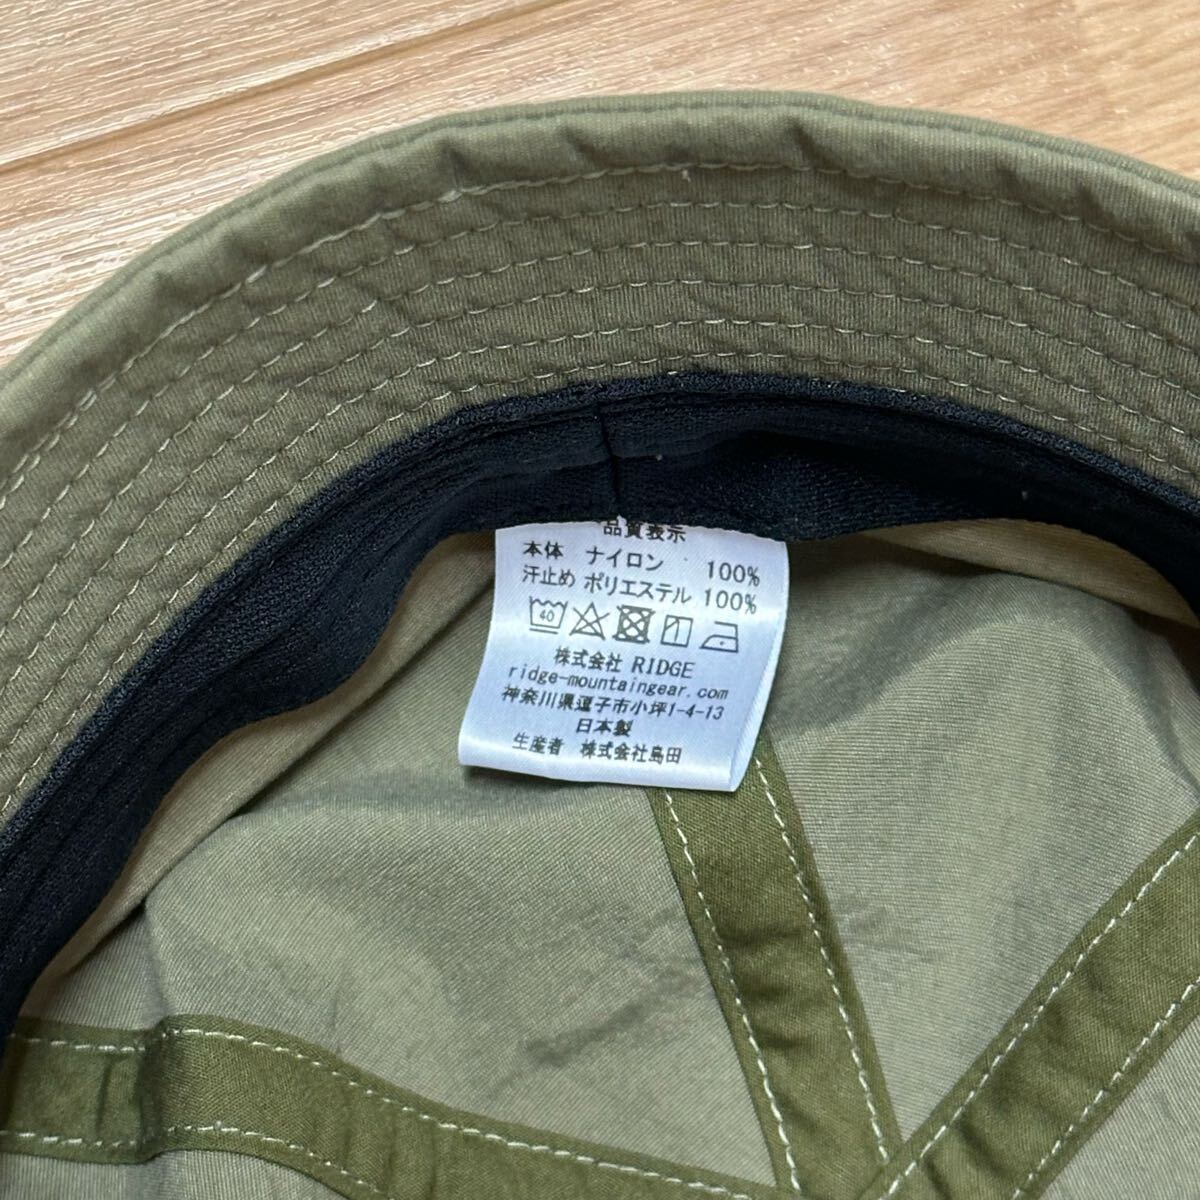 品質表示
本体 ナイロン 100%
汗止め ポリエステル 100%
40
株式会社 RIDGE
ridge-mountaingear.com
神奈川県逗子市小坪1-4-13
日本製
生産者 株式会社島田